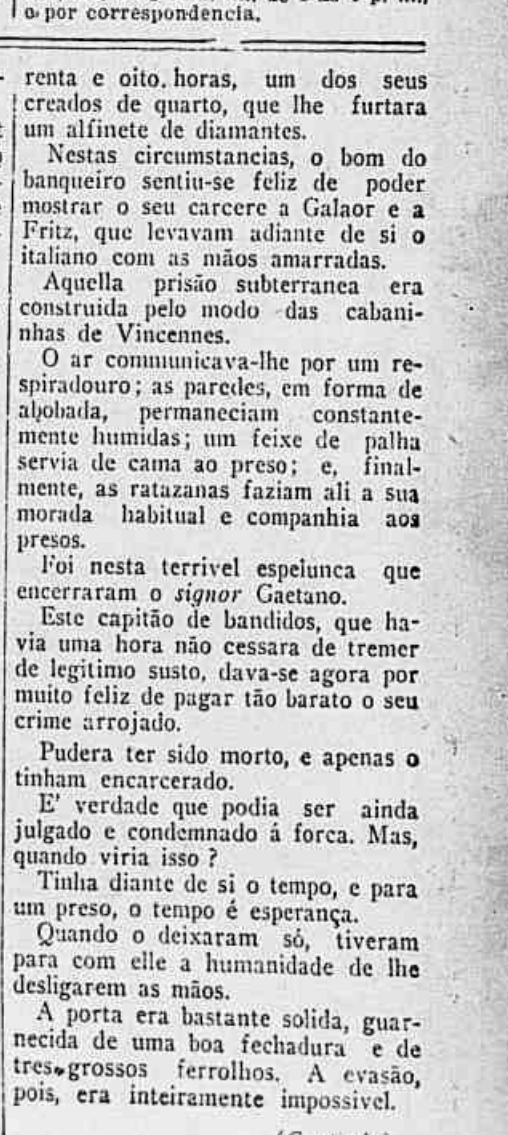 o por correspondencia.
renta e oito. horas, um dos seus
creados de quarto, que lhe furtara
um alfinete de diamantes.
Nestas circumstancias, o bom do
banqueiro sentiu-se feliz de poder
mostrar o seu carcere a Galaor e a
Fritz, que levavam adiante de si o
italiano com as mãos amarradas.
Aquella prisão subterranea era
construida pelo modo das cabani-
nhas de Vincennes.
O ar communicava-lhe por um re-
spiradouro; as paredes, em forma de
abobada, permaneciam constante-
mente humidas; um feixe de palha
servia de cama ao preso; e, final-
mente, as ratazanas faziam ali a sua
morada habitual e companhia aos
presos.
Foi nesta terrivel espelunca que
encerraram o signor Gaetano.
Este capitão de bandidos, que ha-
via uma hora não cessara de tremer
de legitimo susto, dava-se agora por
muito feliz de pagar tão barato o seu
crime arrojado.
Pudera ter sido morto, e apenas o
tinham encarcerado.
E' verdade que podia ser ainda
julgado e condemnado á forca. Mas,
quando viria isso ?
Tinha diante de si o tempo, e para
um preso, o tempo é esperança.
Quando o deixaram só, tiveram
para com elle a humanidade de lhe
desligarem as mãos.
A porta era bastante solida, guar-
necida de uma boa fechadura e de
tres grossos ferrolhos. A evasão,
pois, era inteiramente impossivel.